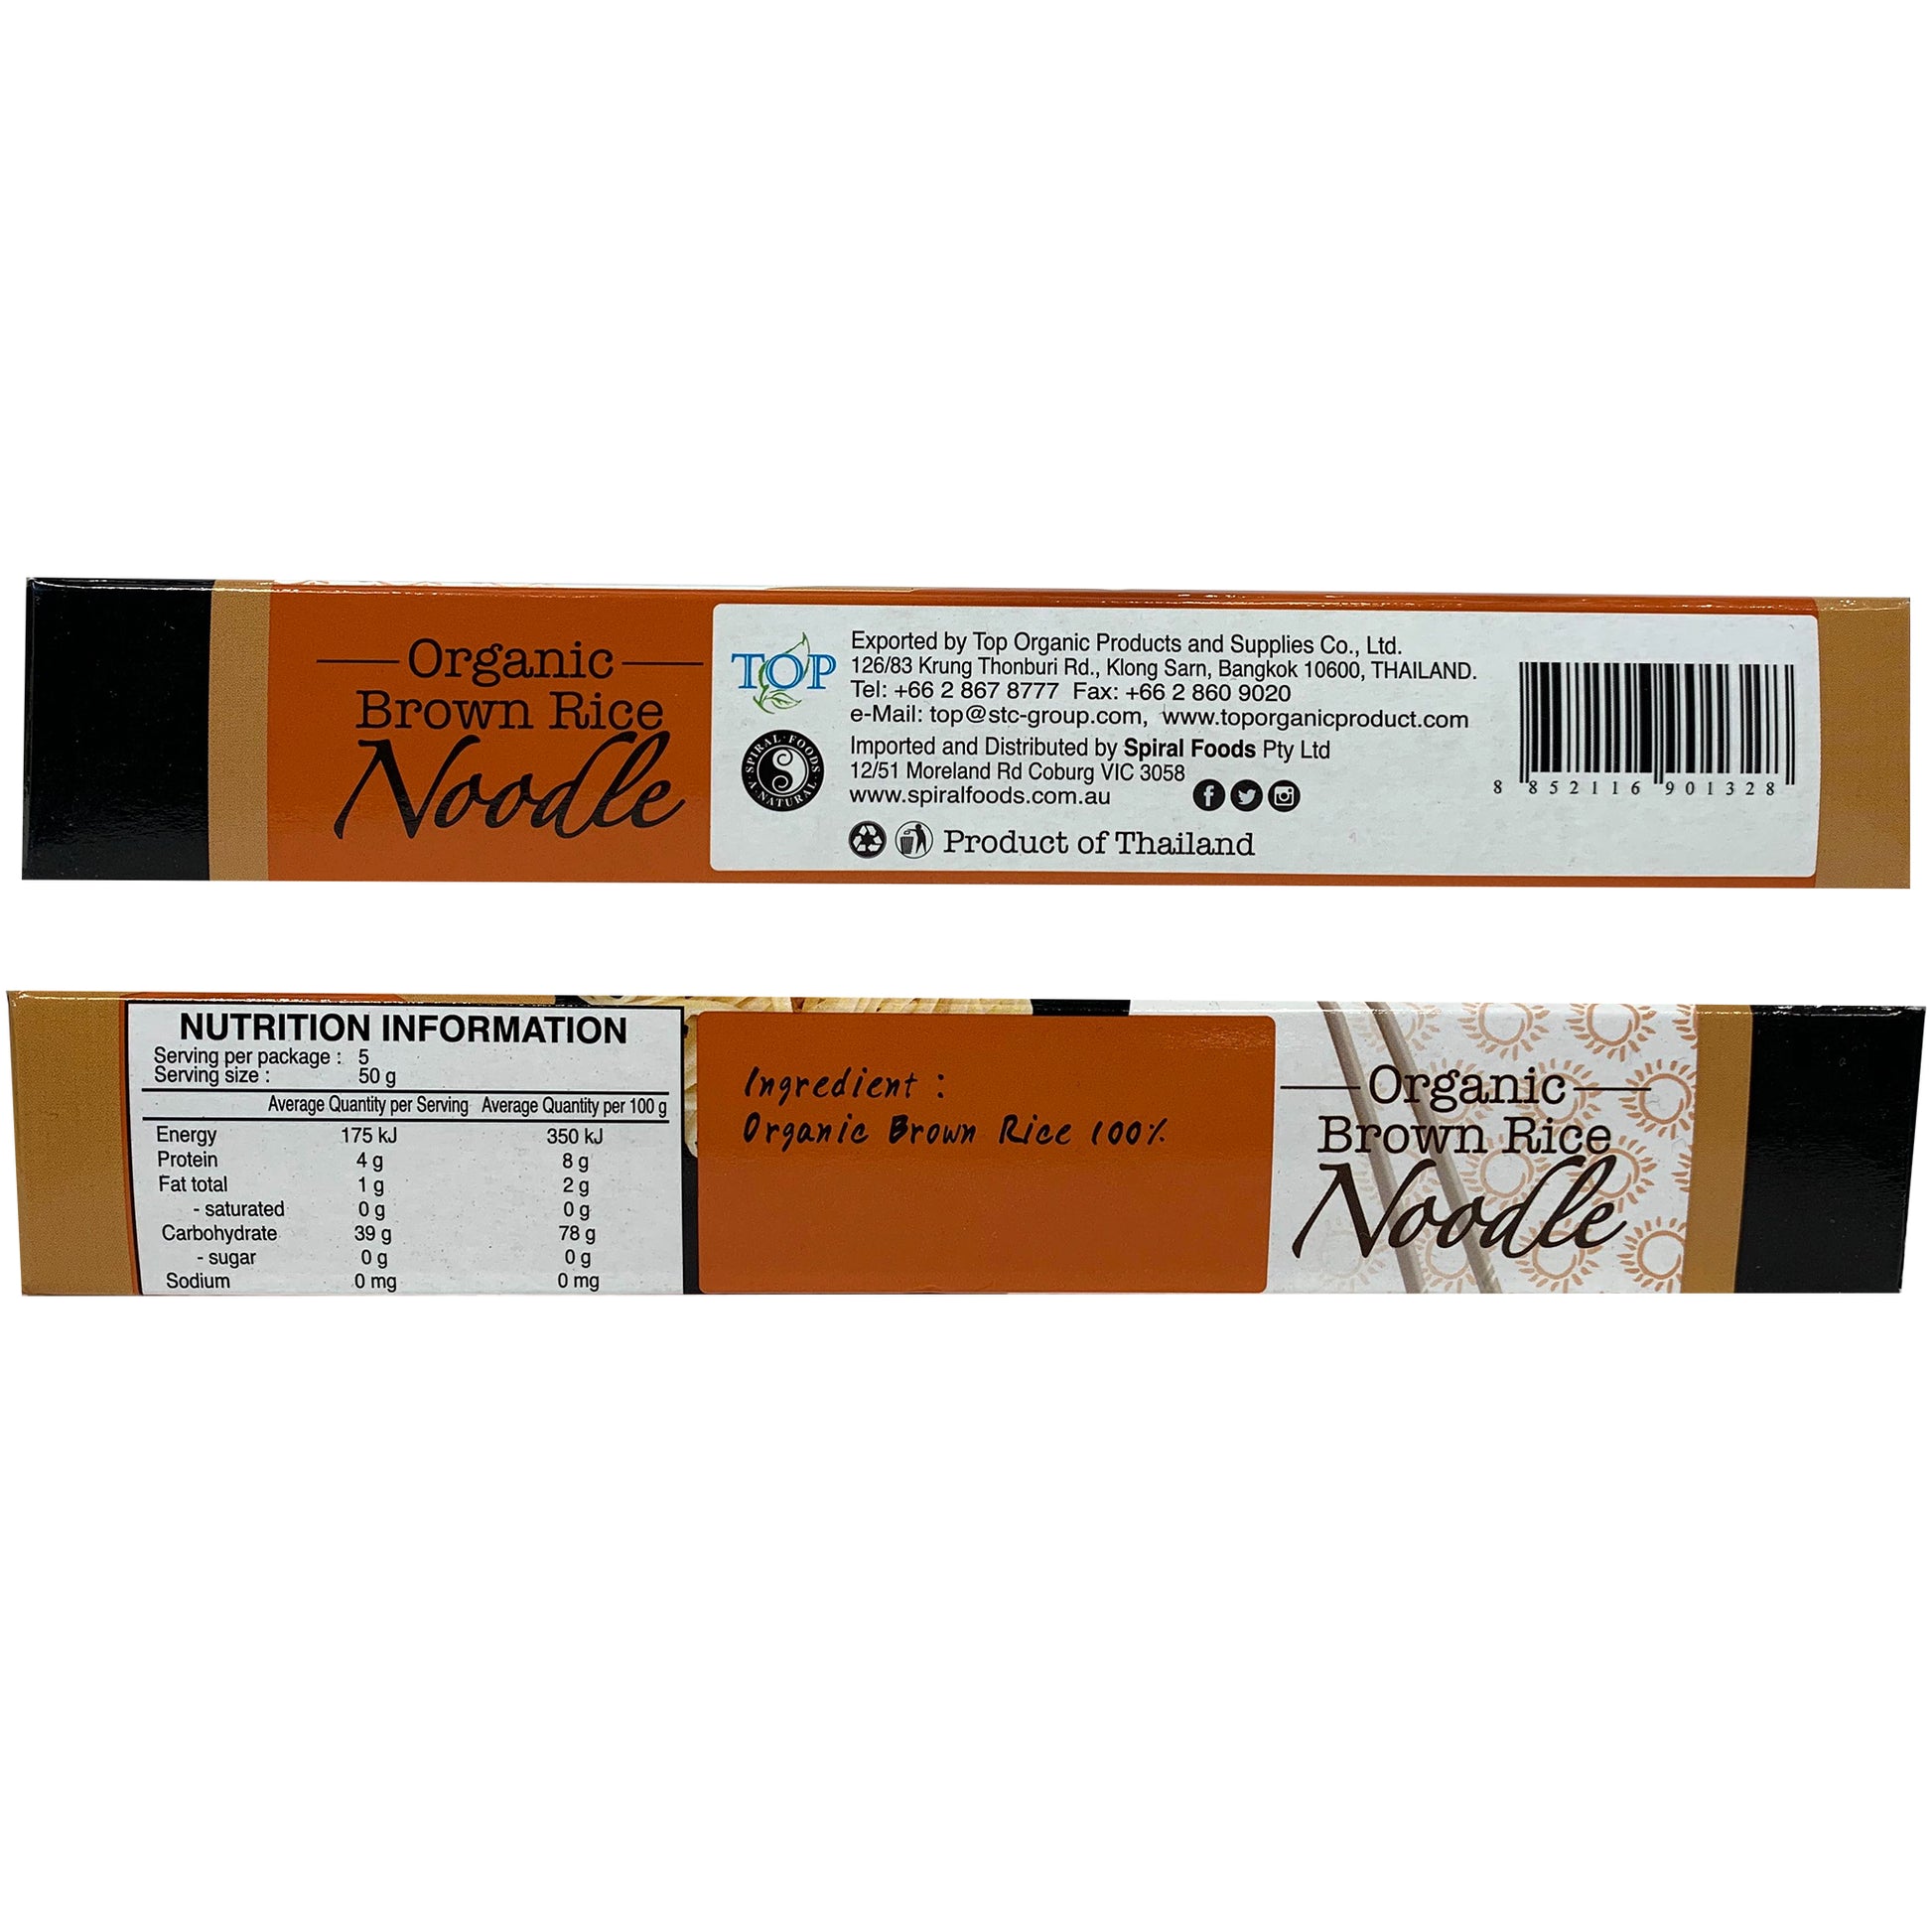 Organic
Brown Rice
Noodle
TOP
Exported by Top Organic Products and Supplies Co., Ltd.
126/83 Krung Thonburi Rd., Klong Sarn, Bangkok 10600, THAILAND.
Tel: +66 2 867 8777 Fax: +66 2 860 9020
e-Mail: top@stc-group.com, www.toporganicproduct.com
SPIRAL · FOODS
· A · NATURAL ·
Imported and Distributed by Spiral Foods Pty Ltd
12/51 Moreland Rd Coburg VIC 3058
www.spiralfoods.com.au
Product of Thailand
8 852116 901328
NUTRITION INFORMATION
Serving per package : 5
Serving size : 50 g
Average Quantity per Serving Average Quantity per 100 g
Energy 175 kJ 350 kJ
Protein 4 g 8 g
Fat total 1 g 2 g
- saturated 0 g 0 g
Carbohydrate 39 g 78 g
- sugar 0 g 0 g
Sodium 0 mg 0 mg
Ingredient :
Organic Brown Rice 100%
Organic
Brown Rice
Noodle